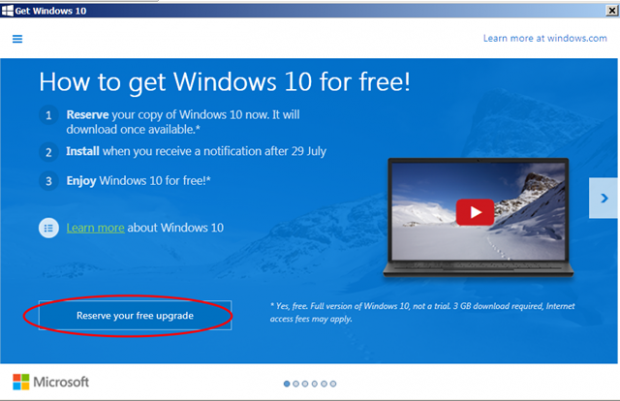 Get Windows 10
Learn more at windows.com
How to get Windows 10 for free!
1 Reserve your copy of Windows 10 now. It will
download once available.*
2 Install when you receive a notification after 29 July
3 Enjoy Windows 10 for free!*
Learn more about Windows 10
Reserve your free upgrade
* Yes, free. Full version of Windows 10, not a trial. 3 GB download required, Internet
access fees may apply.
Microsoft